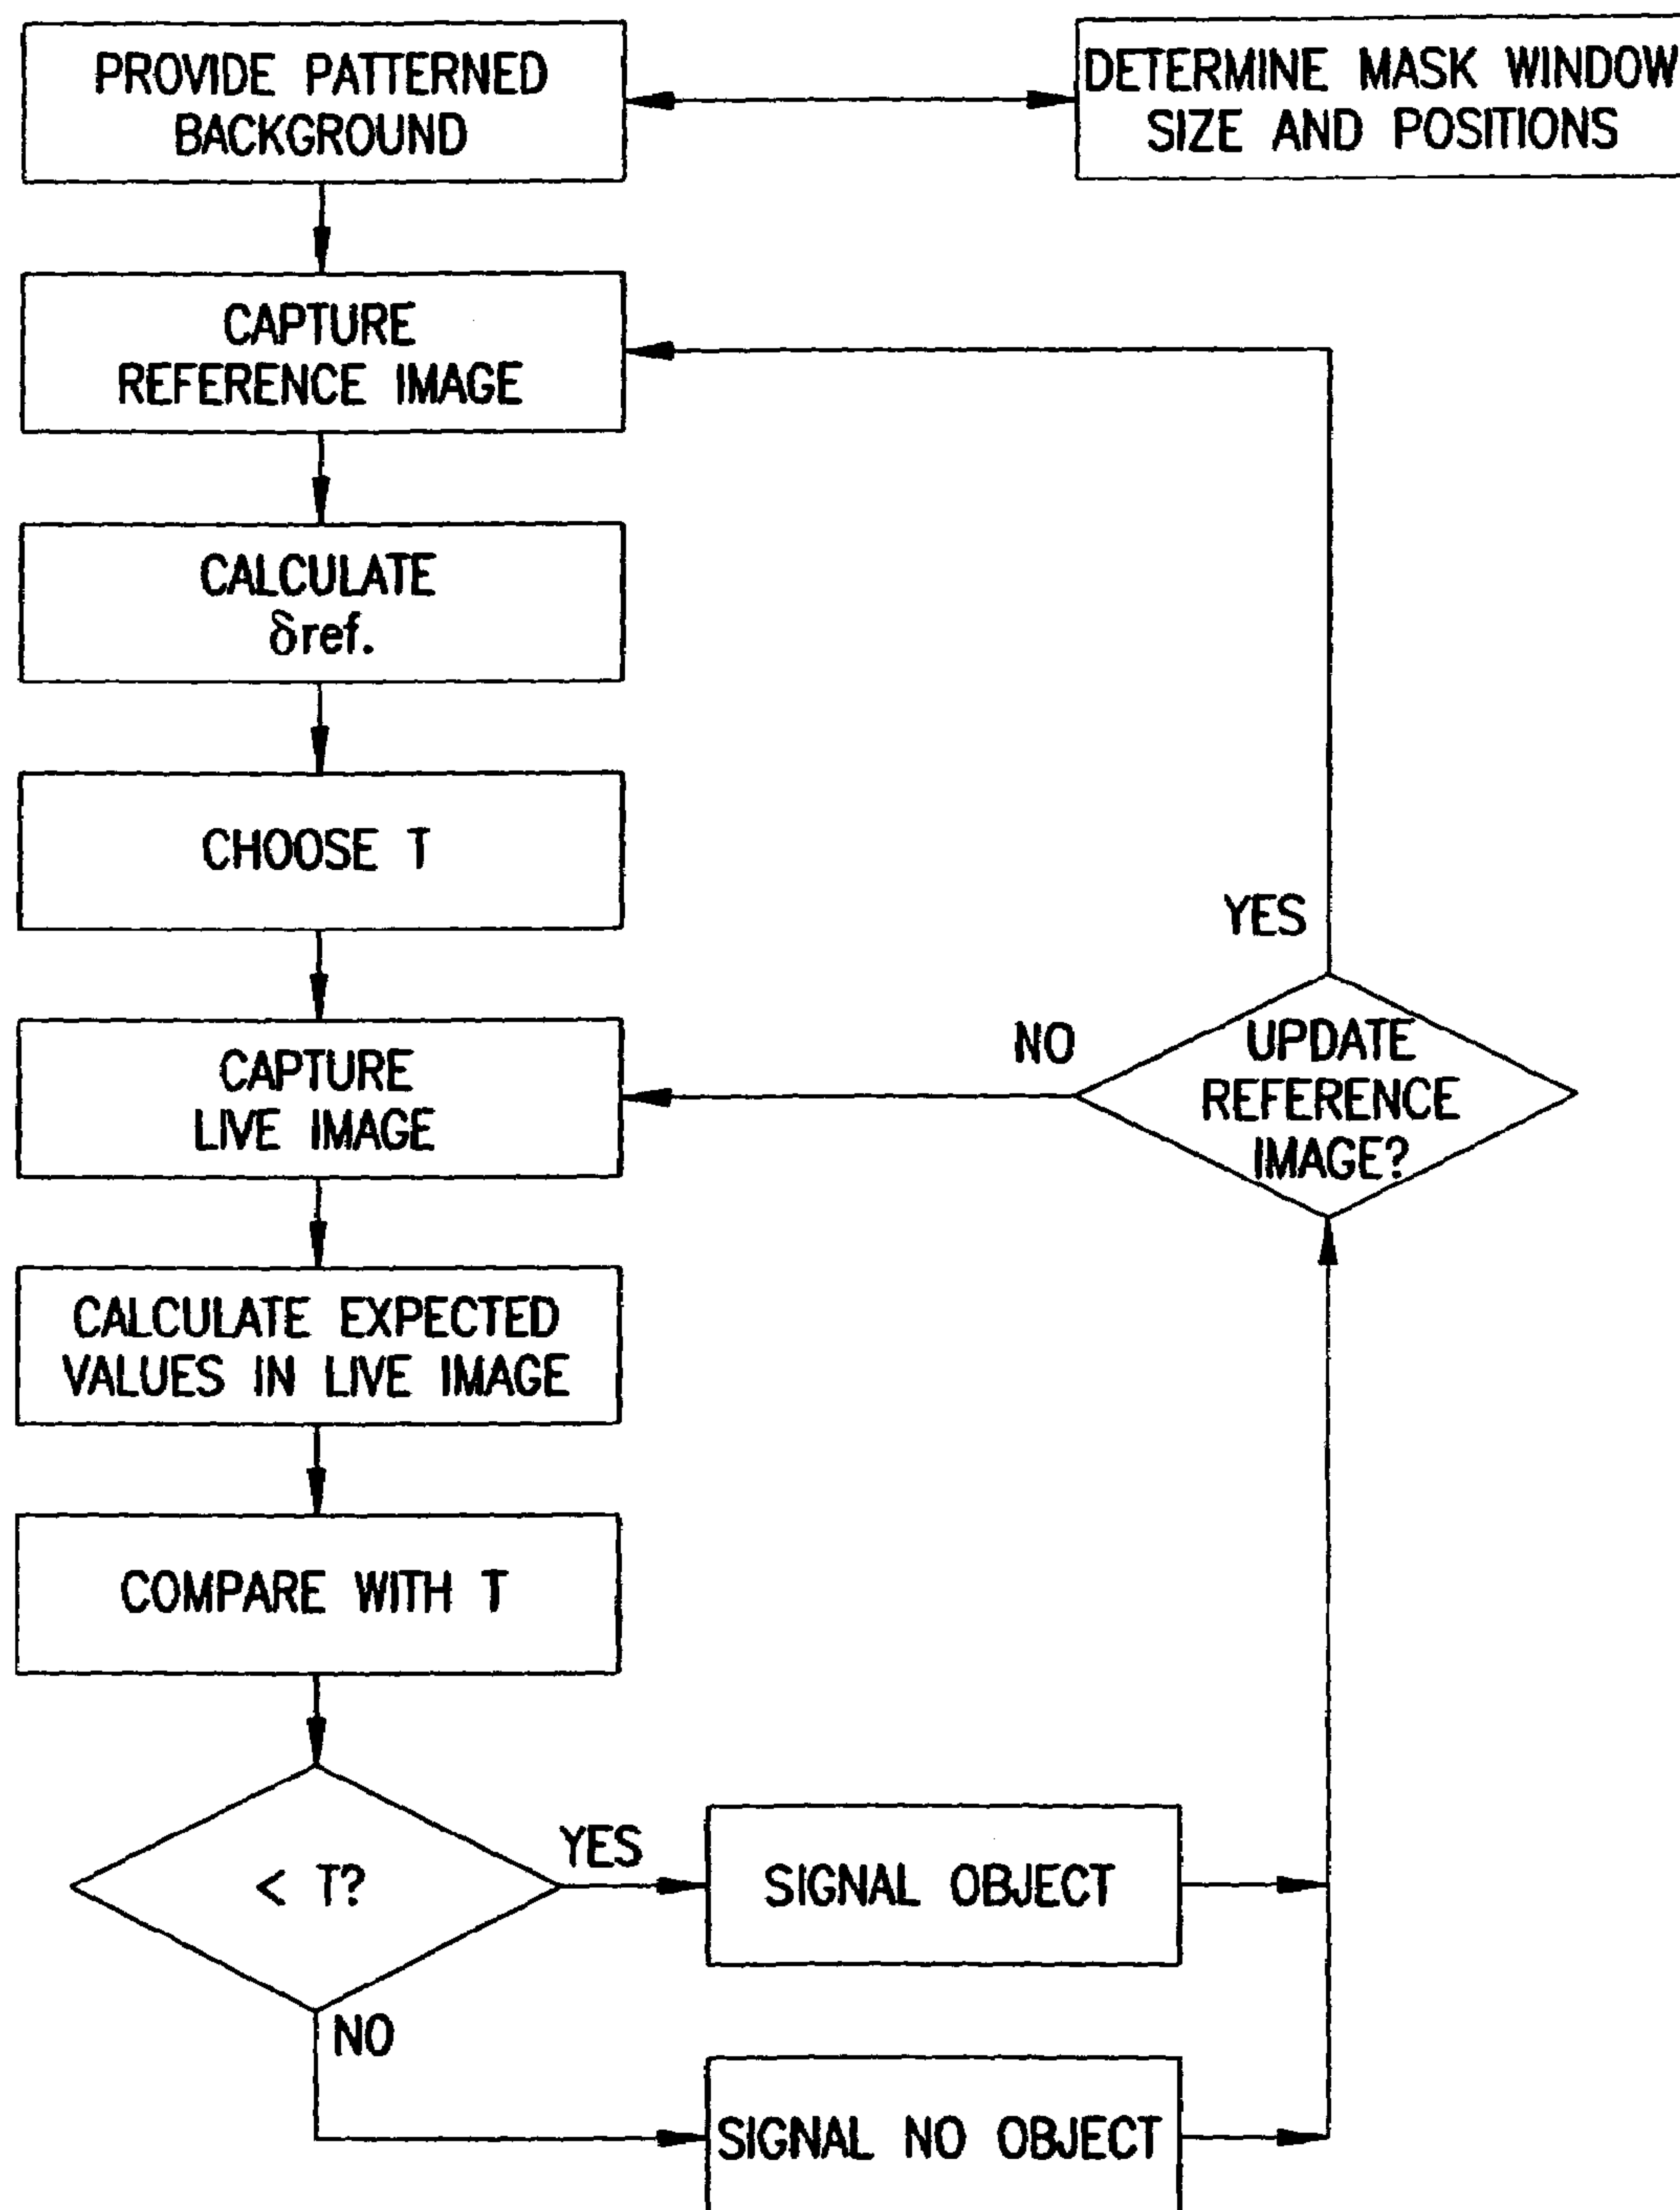 PROVIDE PATTERNED
BACKGROUND
DETERMINE MASK WINDOW
SIZE AND POSITIONS
CAPTURE
REFERENCE IMAGE
CALCULATE
δref.
CHOOSE T
YES
CAPTURE
LIVE IMAGE
NO
UPDATE
REFERENCE
IMAGE?
CALCULATE EXPECTED
VALUES IN LIVE IMAGE
COMPARE WITH T
< T?
YES
SIGNAL OBJECT
NO
SIGNAL NO OBJECT